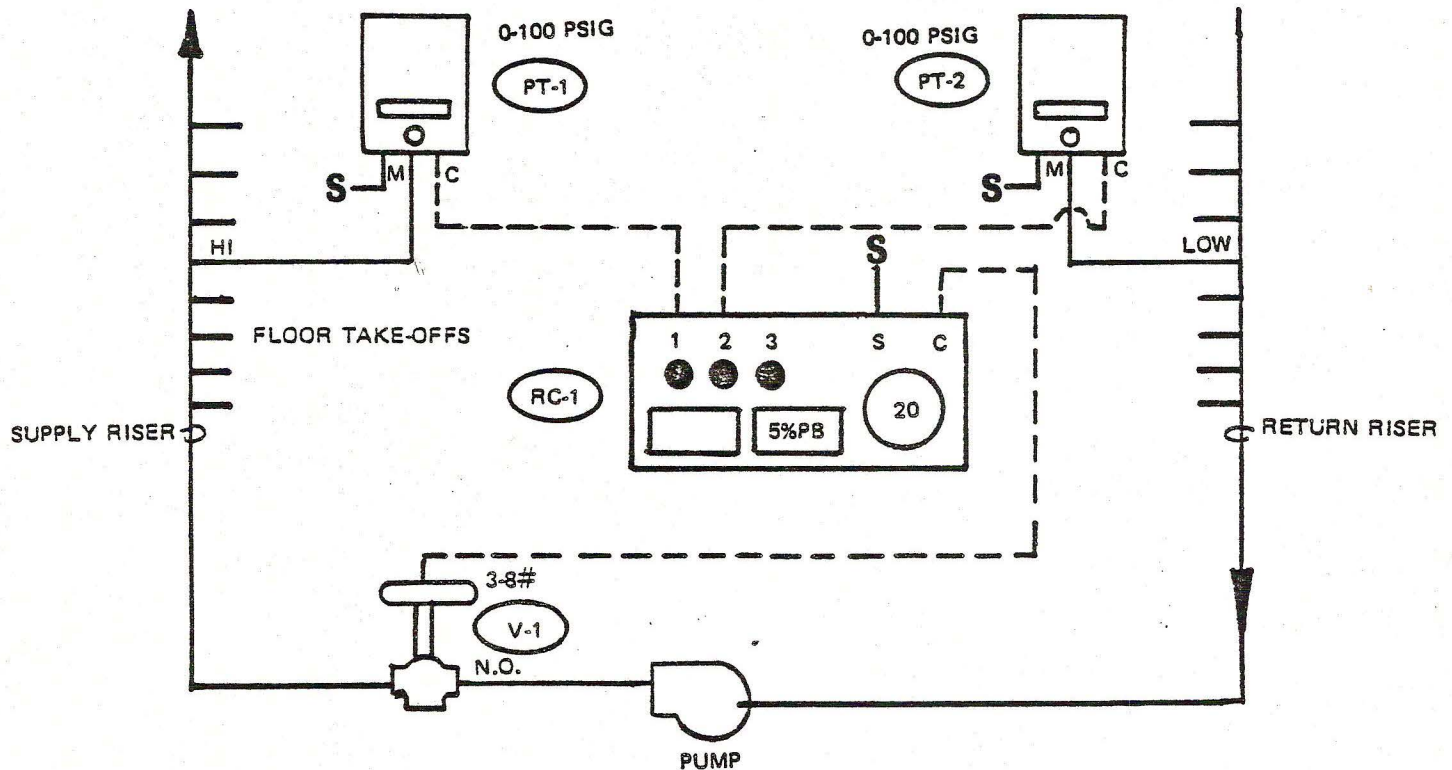 0-100 PSIG
PT-1
M
C
S
HI
0-100 PSIG
PT-2
M
C
S
LOW
FLOOR TAKE-OFFS
SUPPLY RISER
RETURN RISER
S
1 2 3 S C
RC-1
5%PB
20
3-8#
V-1
N.O.
PUMP